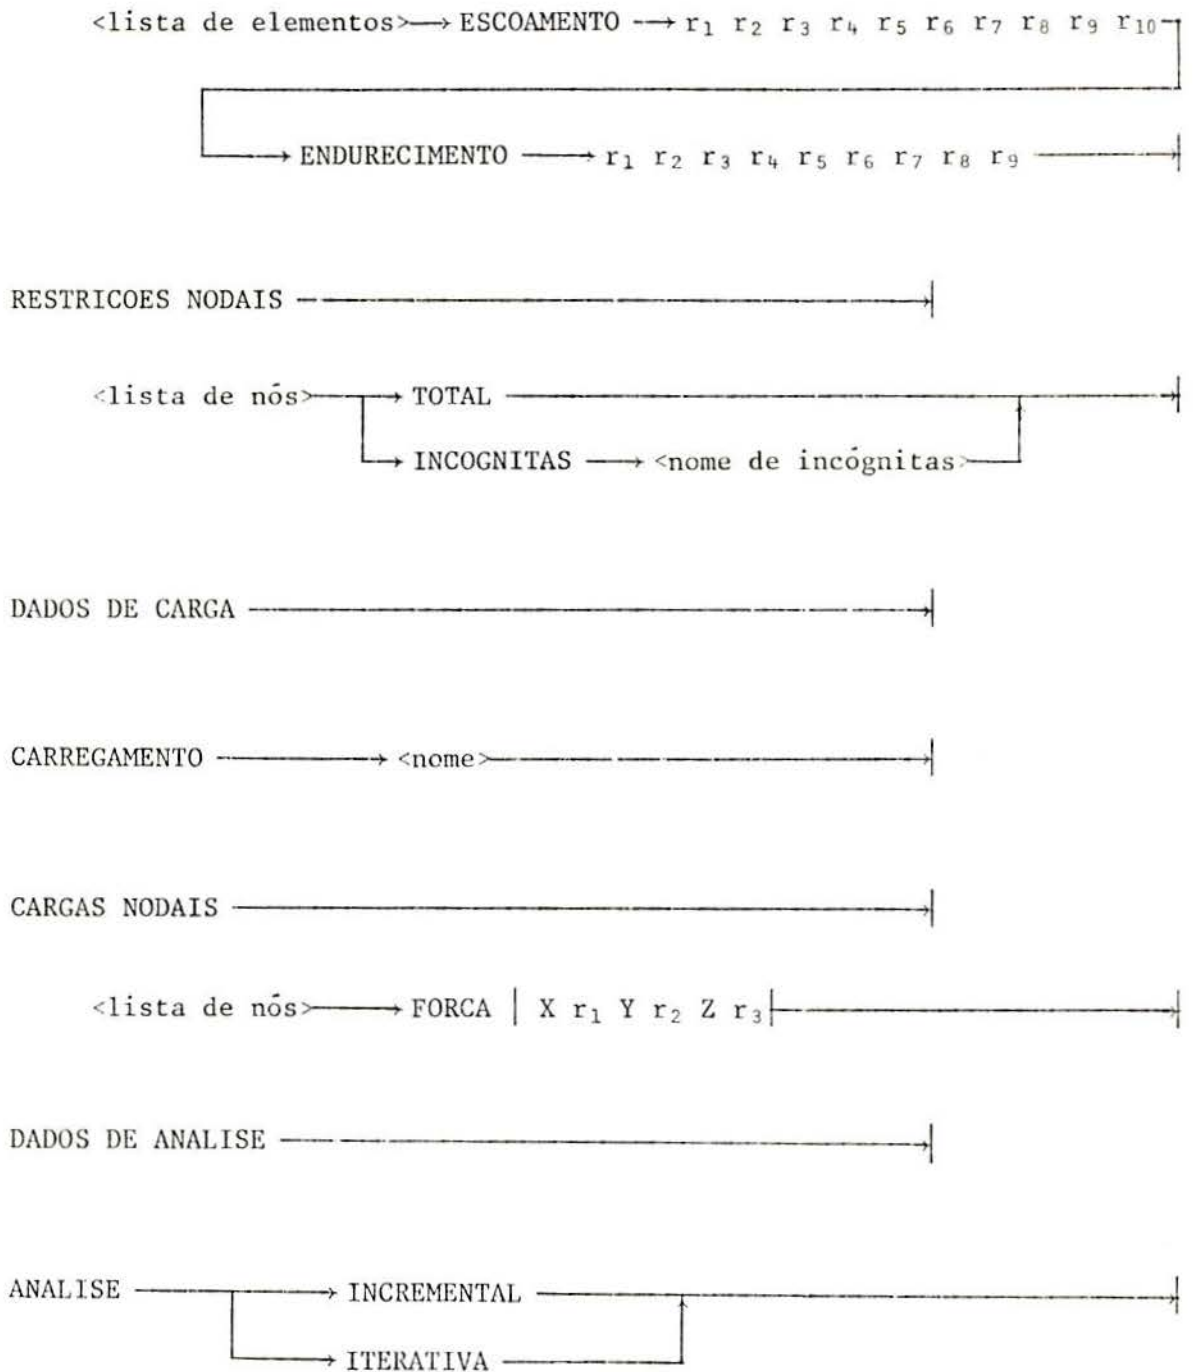 <lista de elementos> ESCOAMENTO r₁ r₂ r₃ r₄ r₅ r₆ r₇ r₈ r₉ r₁₀
ENDURECIMENTO r₁ r₂ r₃ r₄ r₅ r₆ r₇ r₈ r₉
RESTRICOES NODAIS
<lista de nós> TOTAL
INCOGNITAS <nome de incógnitas>
DADOS DE CARGA
CARREGAMENTO <nome>
CARGAS NODAIS
<lista de nós> FORCA | X r₁ Y r₂ Z r₃|
DADOS DE ANALISE
ANALISE INCREMENTAL
ITERATIVA